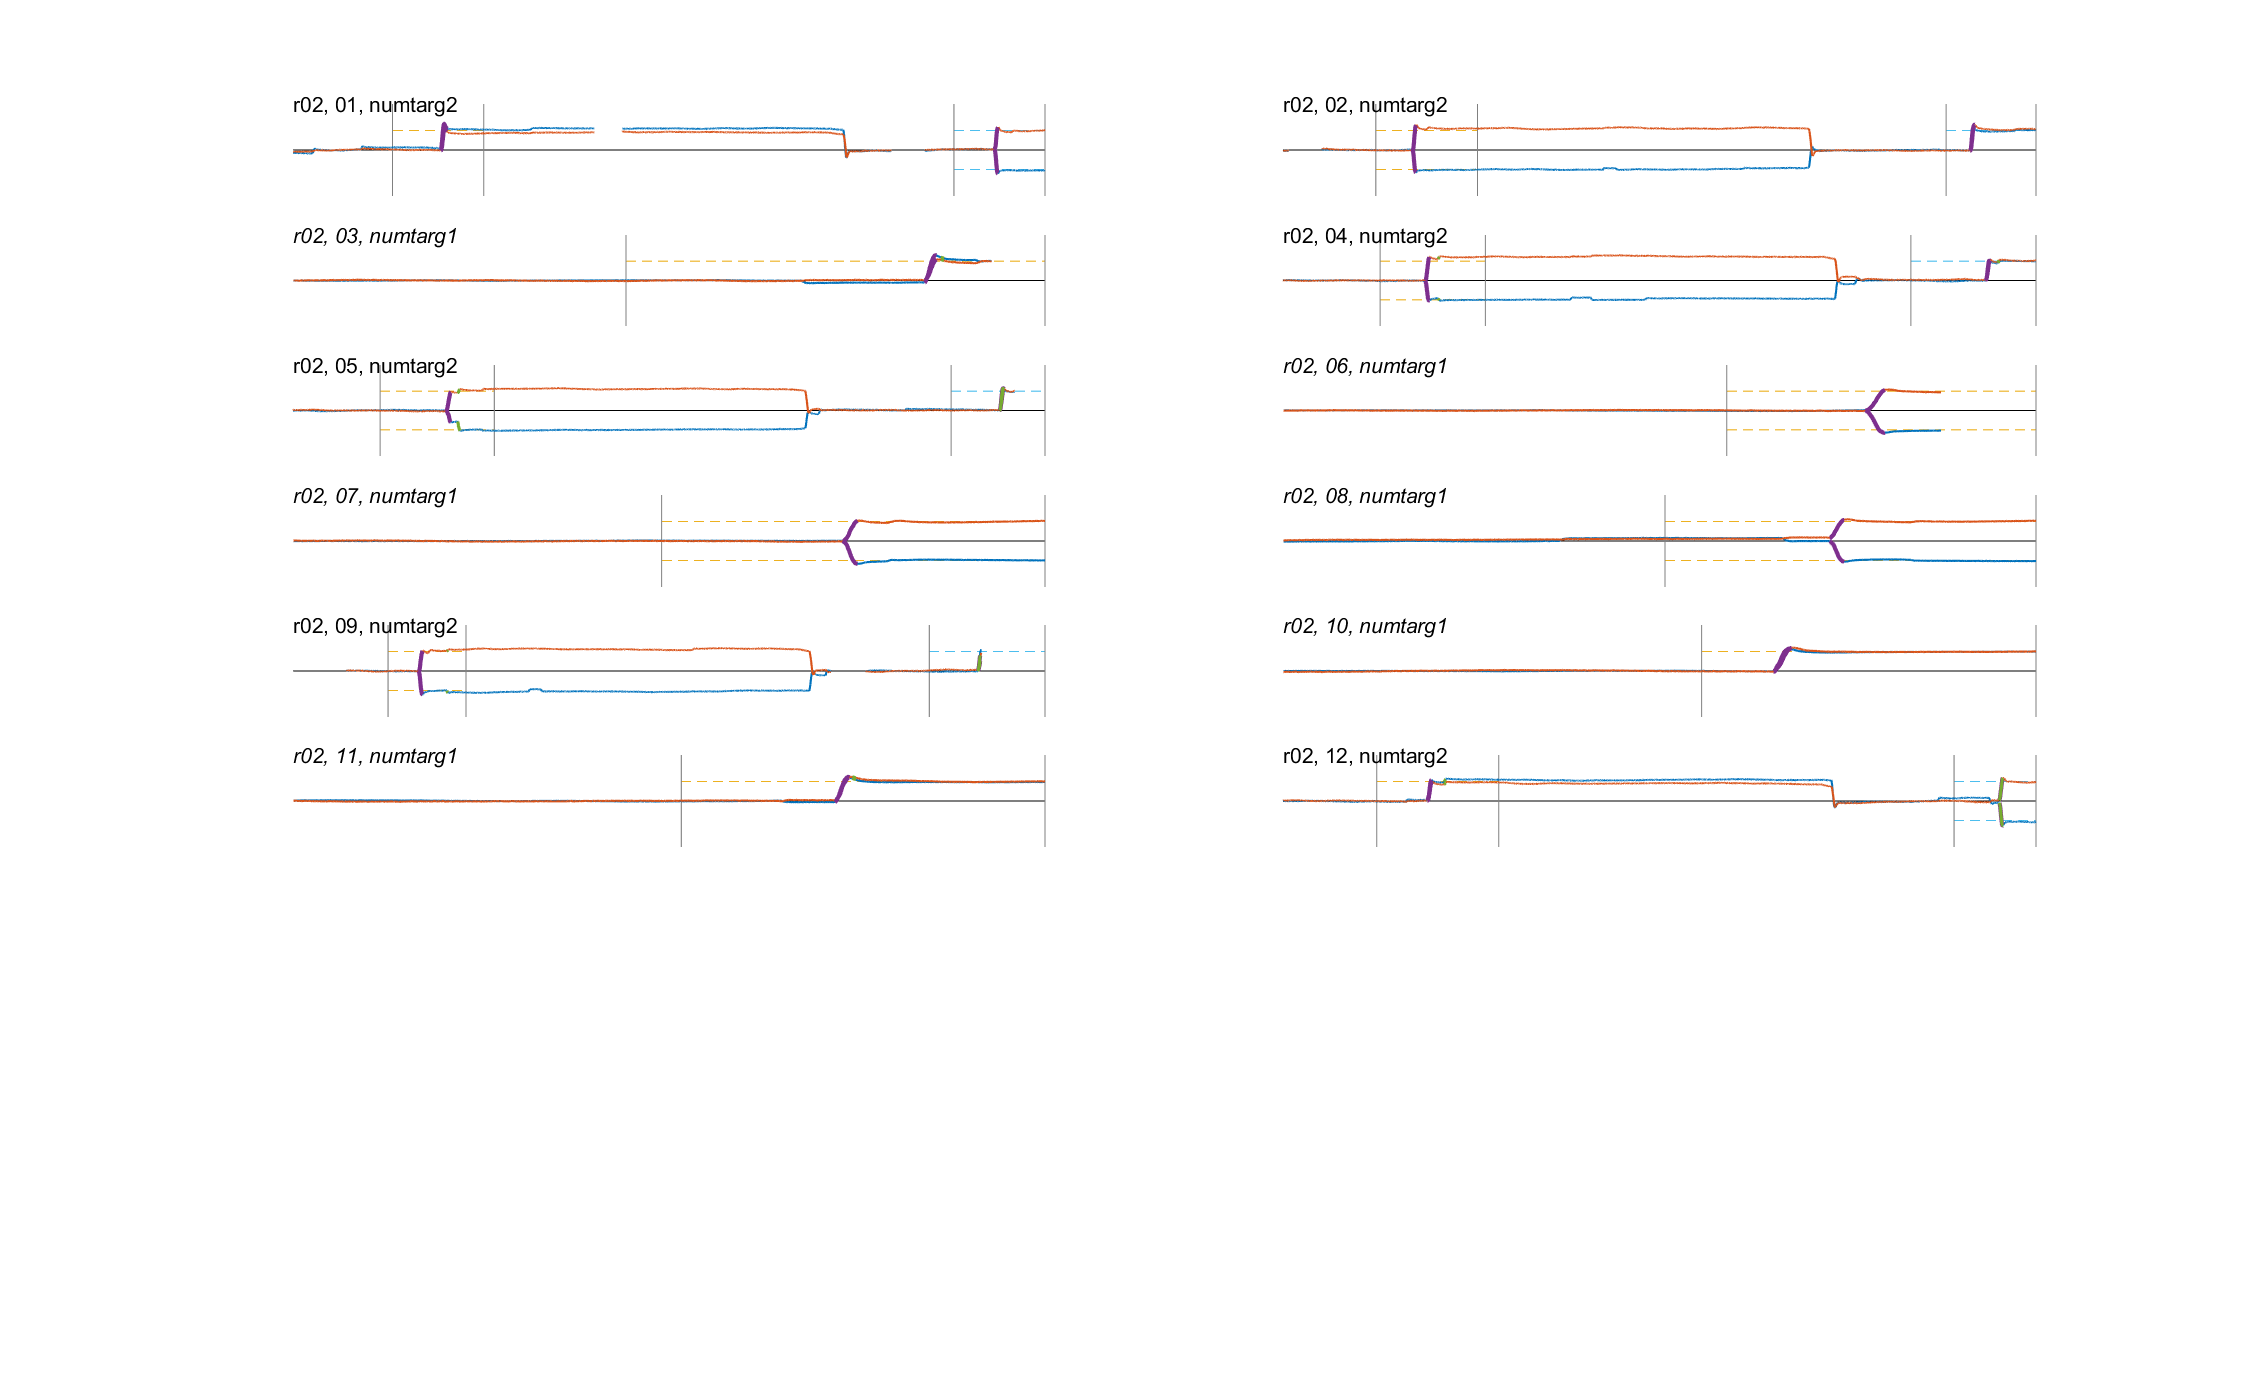 r02, 01, numtarg2
r02, 02, numtarg2
r02, 03, numtarg1
r02, 04, numtarg2
r02, 05, numtarg2
r02, 06, numtarg1
r02, 07, numtarg1
r02, 08, numtarg1
r02, 09, numtarg2
r02, 10, numtarg1
r02, 11, numtarg1
r02, 12, numtarg2